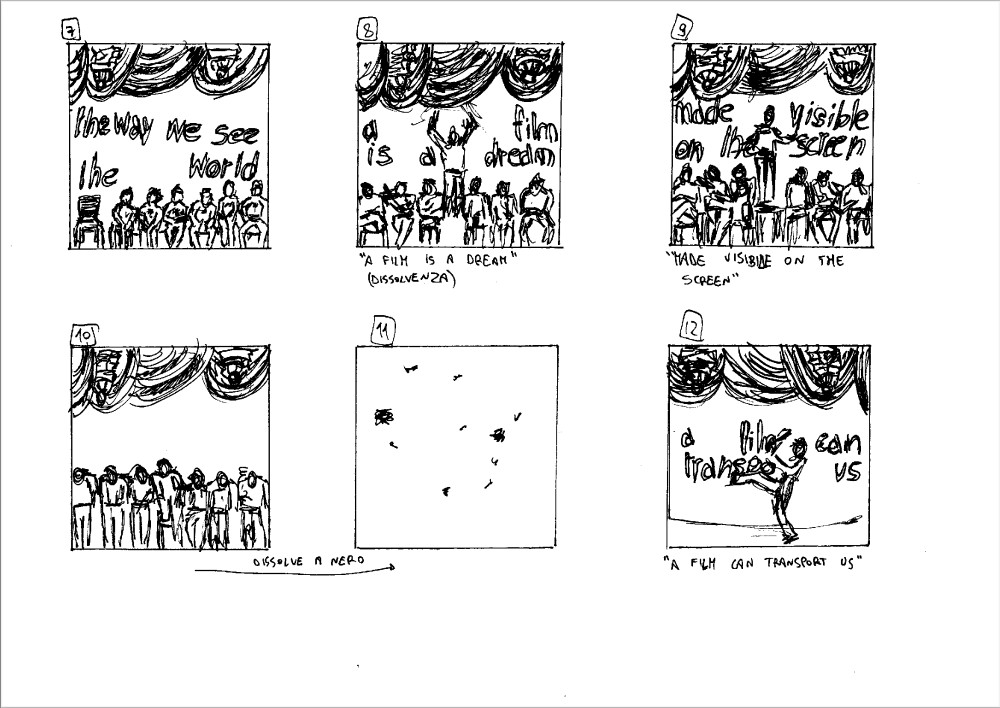 7
the way we see
the world
8
a film
is a dream
"A FILM IS A DREAM"
(DISSOLVENZA)
9
made visible
on the screen
"MADE VISIBLE ON THE
SCREEN"
10
11
DISSOLVE A NERO
12
a film can
transpo us
"A FILM CAN TRANSPORT US"